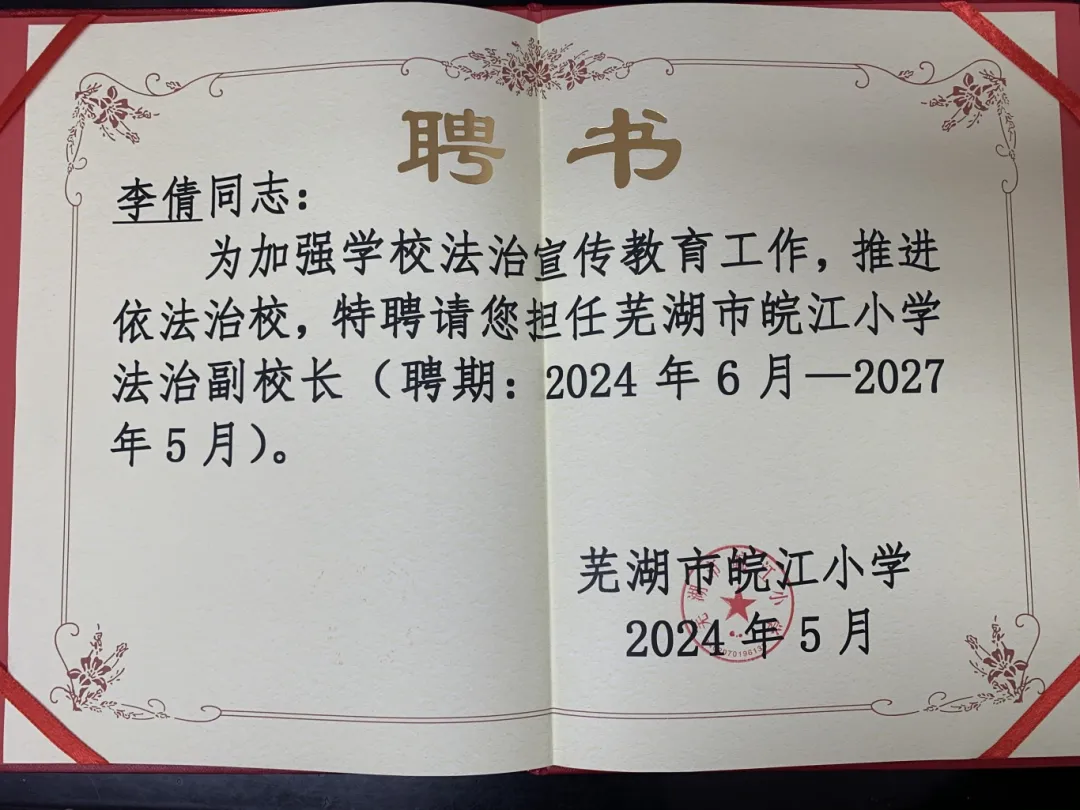 聘书
李倩同志：
为加强学校法治宣传教育工作，推进
依法治校，特聘请您担任芜湖市皖江小学
法治副校长（聘期：2024年6月—2027
年5月）。
芜湖市皖江小学
2024年5月